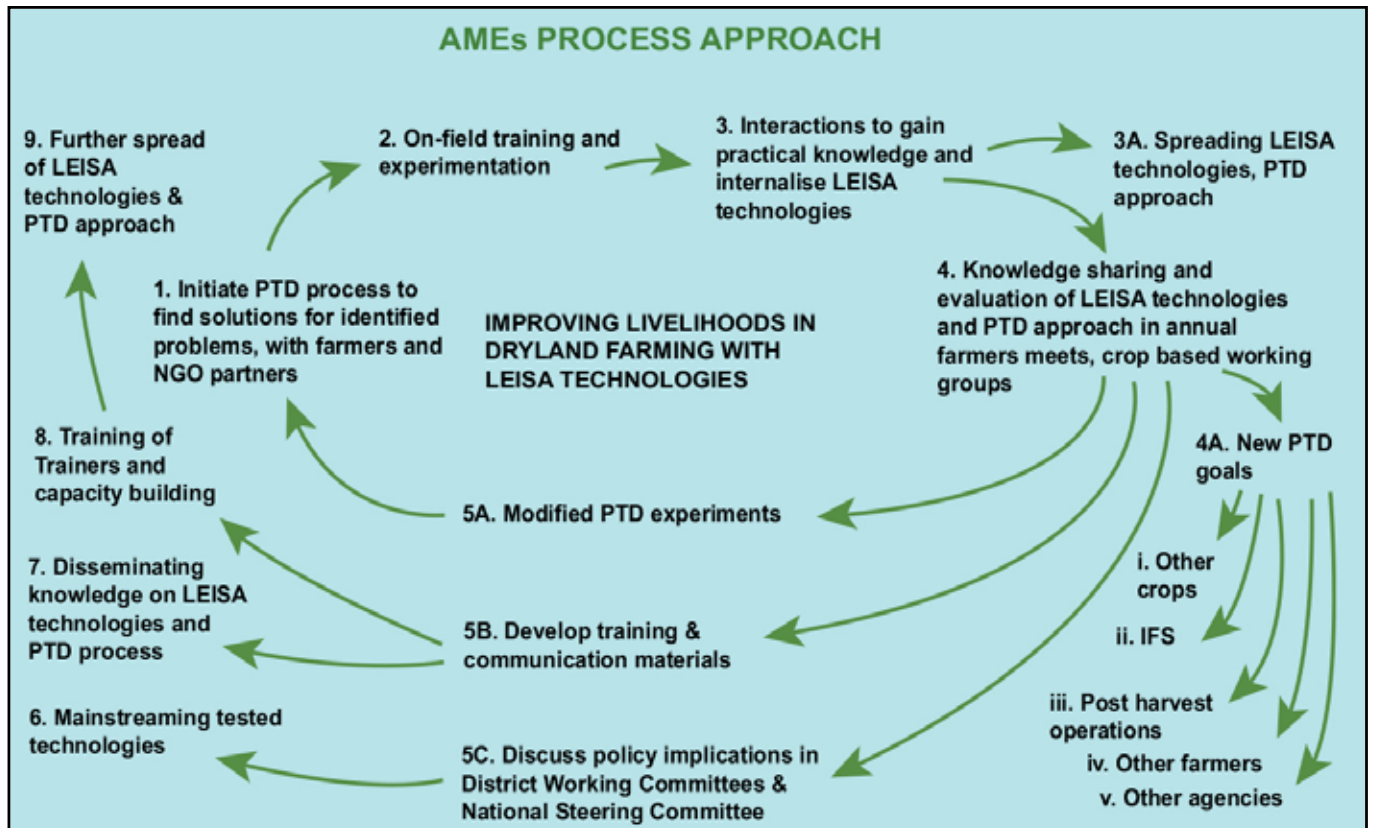 AMEs PROCESS APPROACH
9. Further spread
of LEISA
technologies &
PTD approach
2. On-field training and
experimentation
3. Interactions to gain
practical knowledge and
internalise LEISA
technologies
3A. Spreading LEISA
technologies, PTD
approach
1. Initiate PTD process to
find solutions for identified
problems, with farmers and
NGO partners
IMPROVING LIVELIHOODS IN
DRYLAND FARMING WITH
LEISA TECHNOLOGIES
4. Knowledge sharing and
evaluation of LEISA technologies
and PTD approach in annual
farmers meets, crop based working
groups
8. Training of
Trainers and
capacity building
4A. New PTD
goals
5A. Modified PTD experiments
i. Other
crops
7. Disseminating
knowledge on LEISA
technologies and
PTD process
5B. Develop training &
communication materials
ii. IFS
6. Mainstreaming tested
technologies
iii. Post harvest
operations
5C. Discuss policy implications in
District Working Committees &
National Steering Committee
iv. Other farmers
v. Other agencies